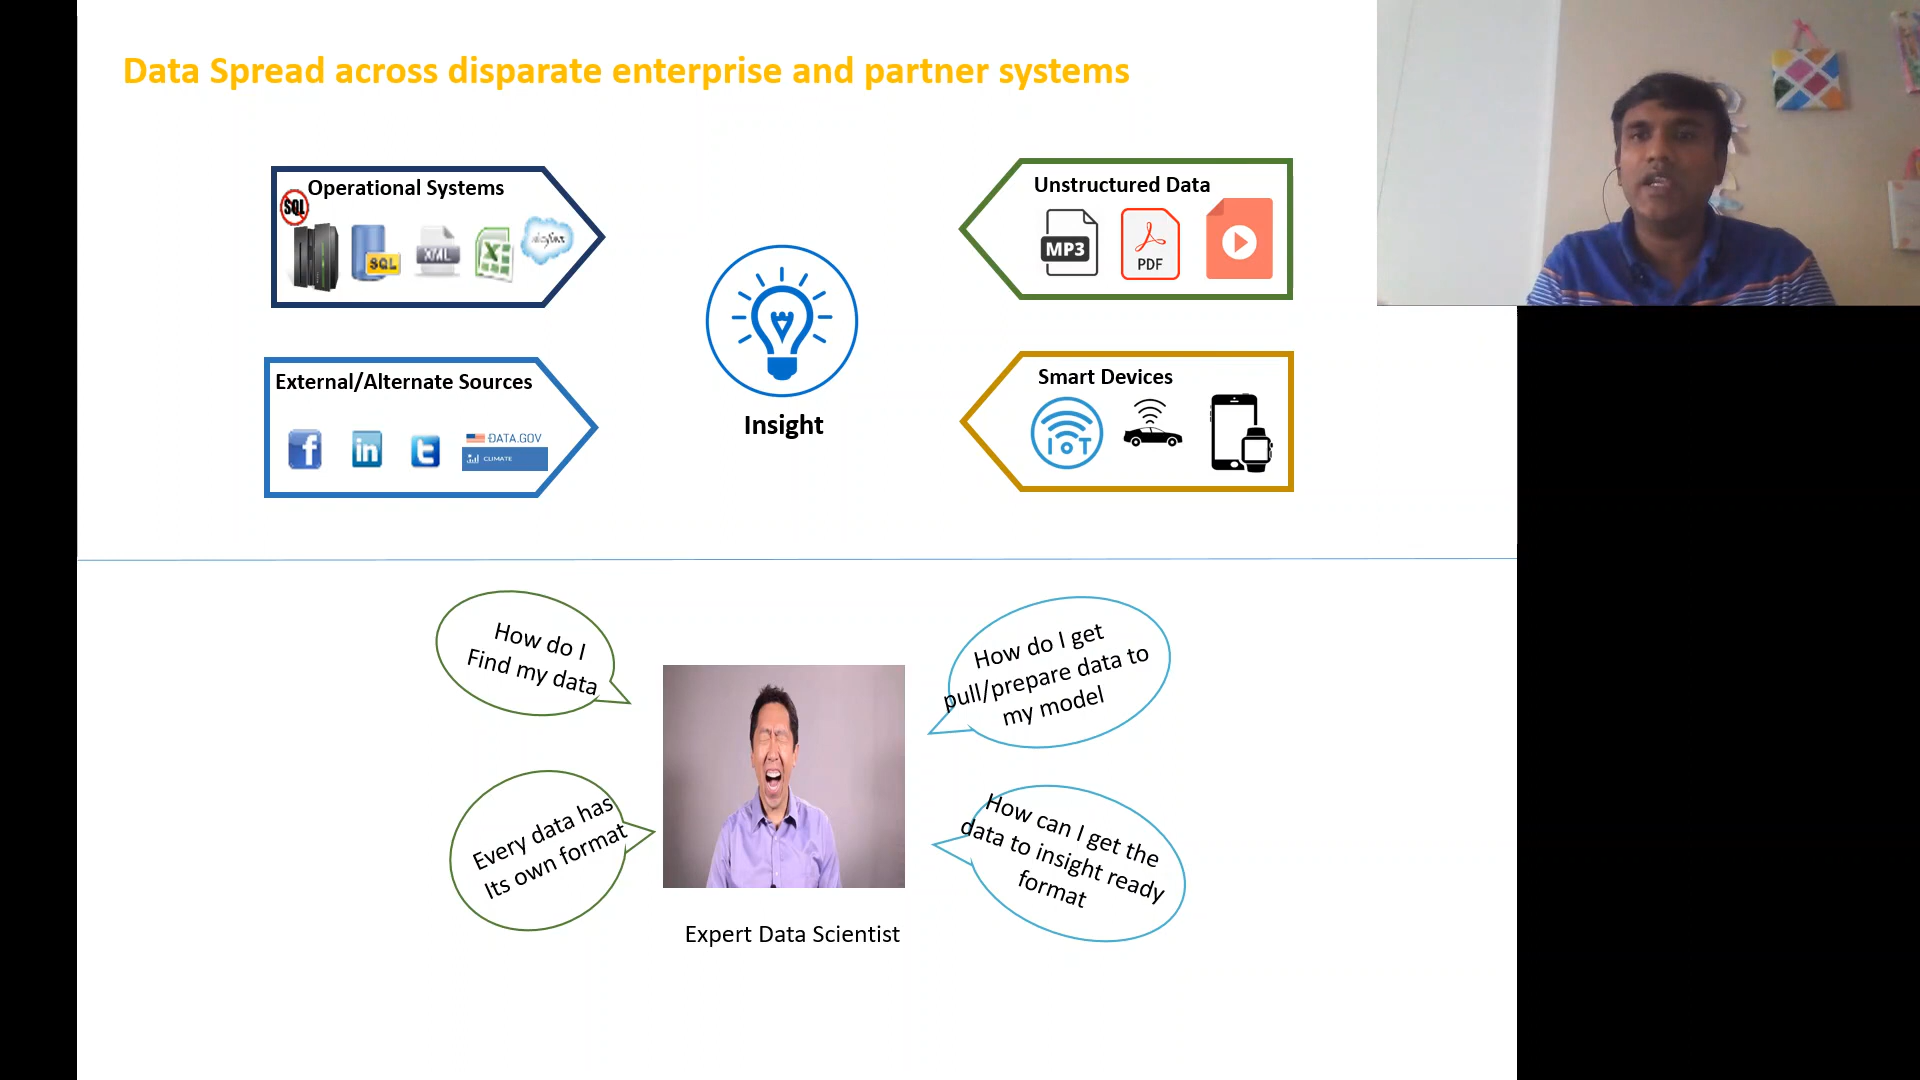 Data Spread across disparate enterprise and partner systems
Operational Systems
SQL
SQL
XML
External/Alternate Sources
f
in
t
DATA.GOV
CLIMATE
Insight
Unstructured Data
MP3
PDF
Smart Devices
IOT
How do I
Find my data
Every data has
Its own format
How do I get
pull/prepare data to
my model
How can I get the
data to insight ready
format
Expert Data Scientist